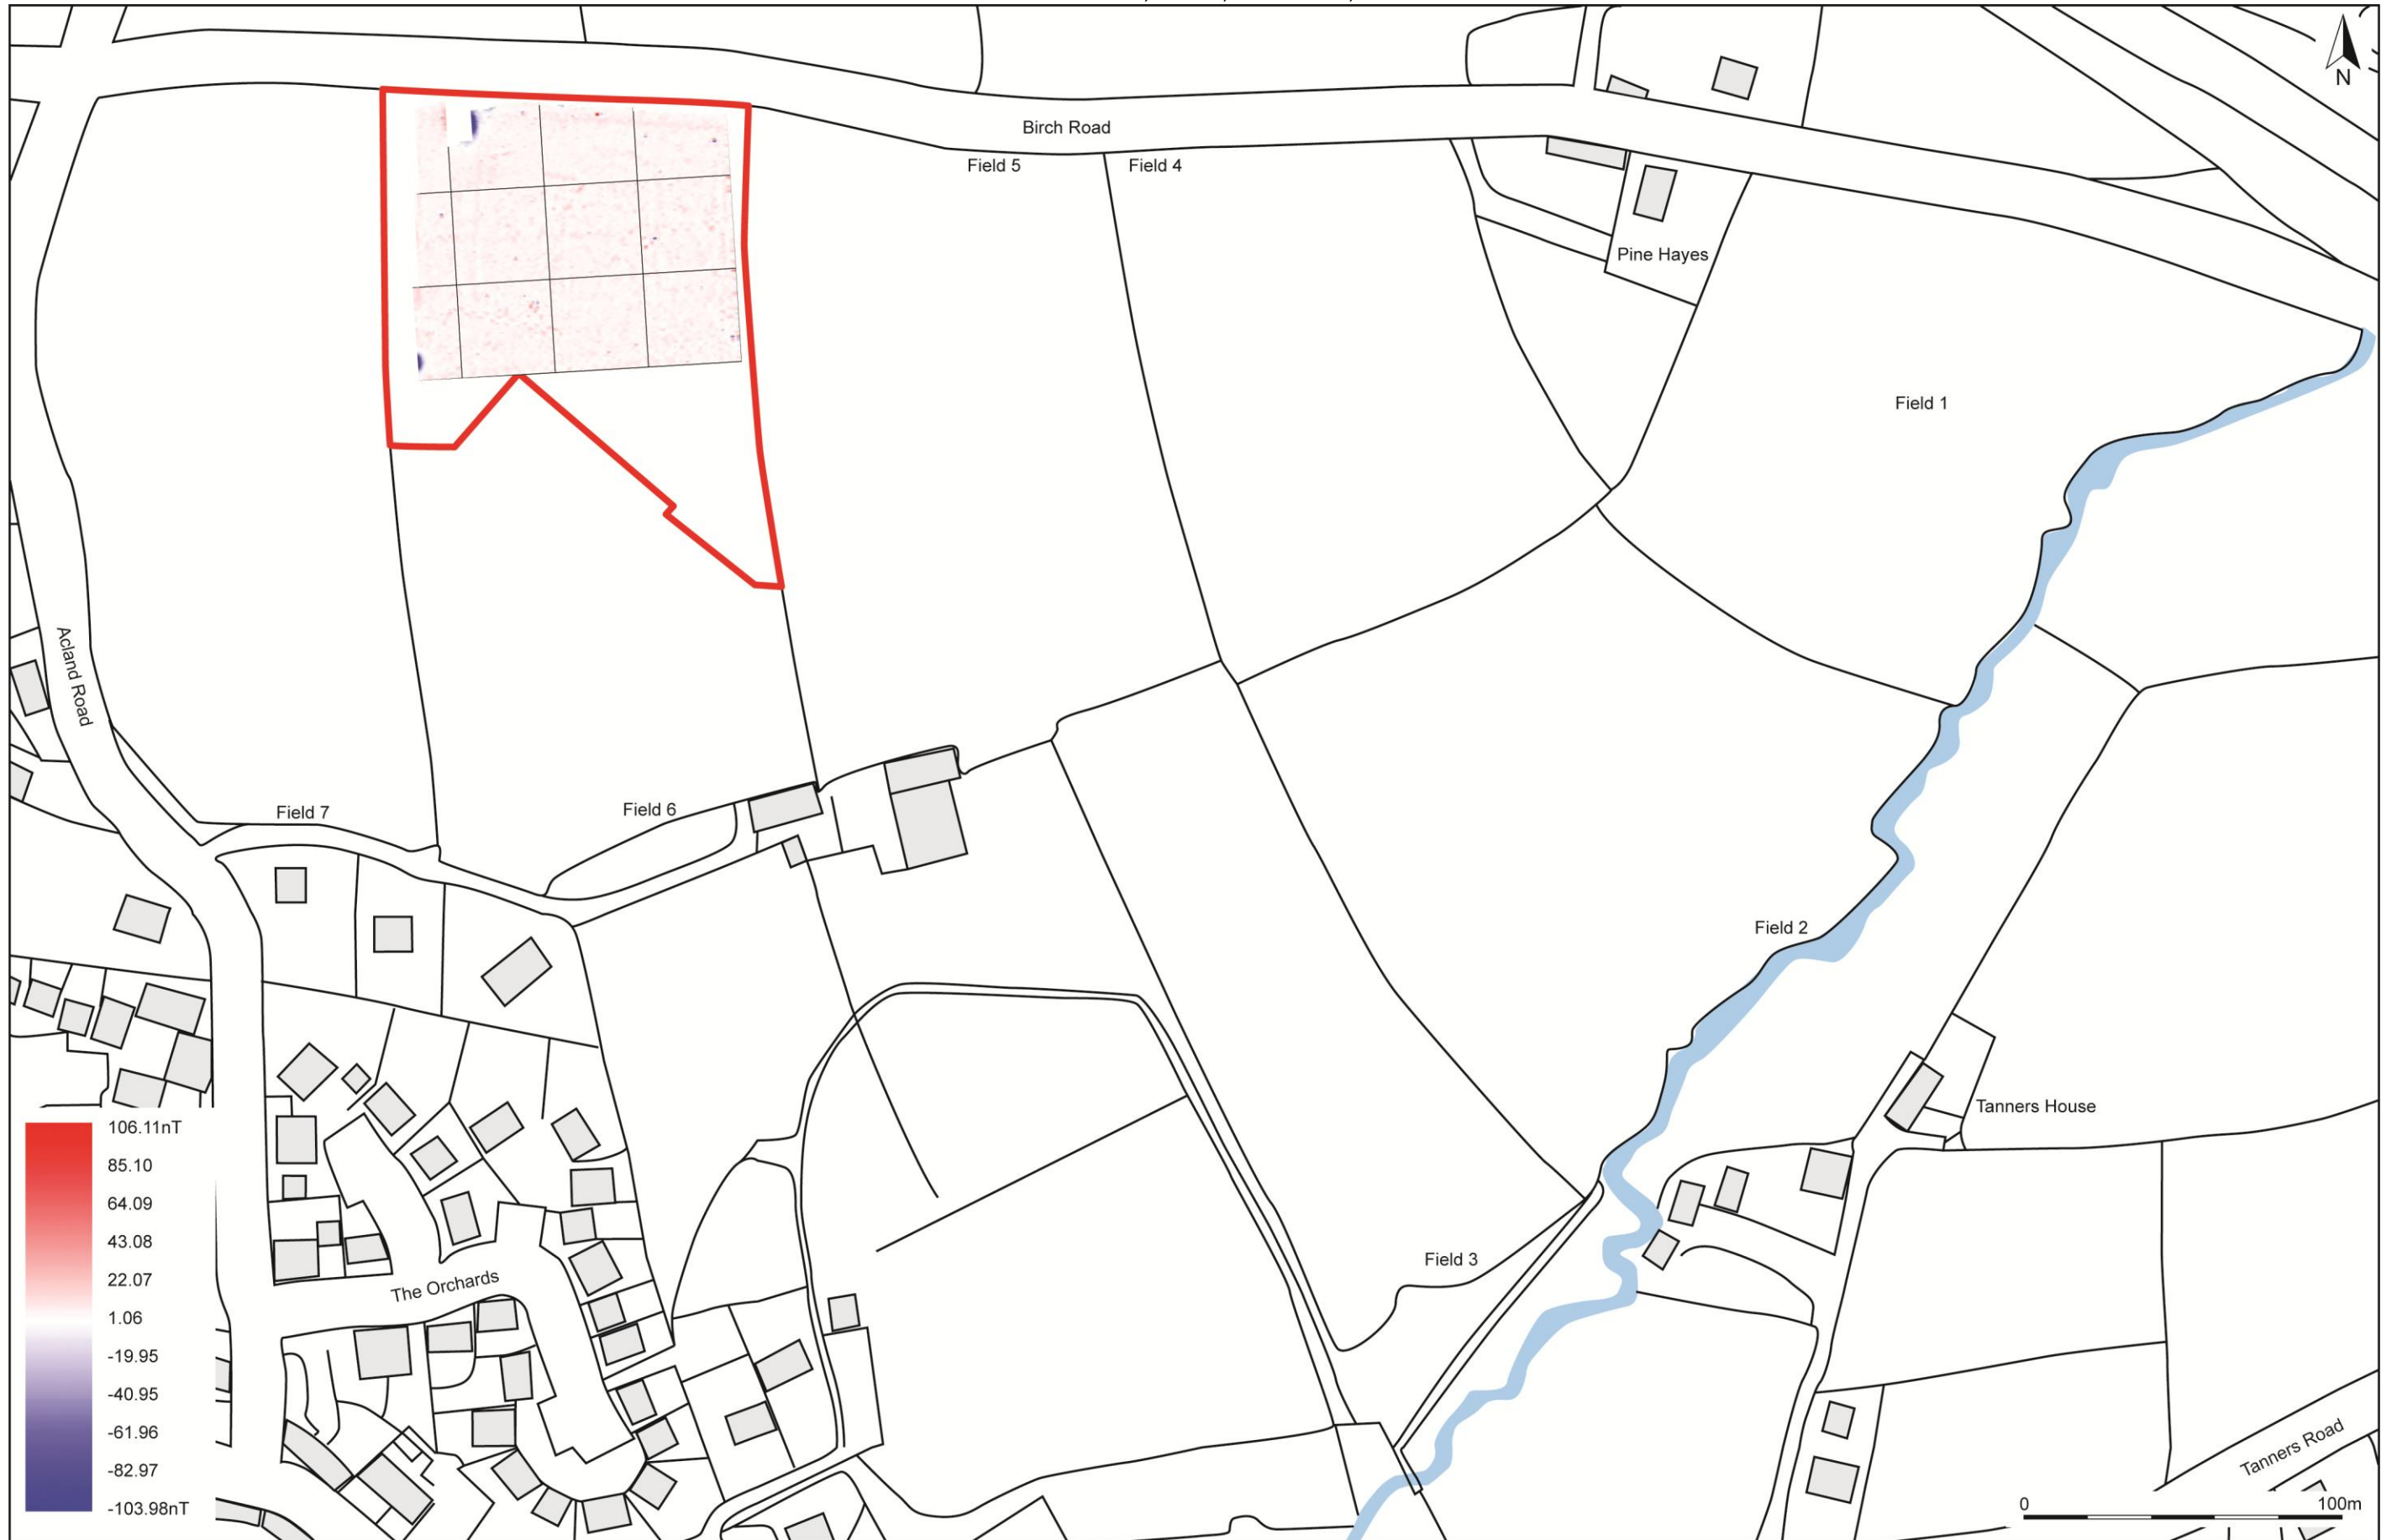 N
Birch Road
Field 5
Field 4
Pine Hayes
Field 1
Acland Road
Field 7
Field 6
Field 2
Tanners House
106.11nT
85.10
64.09
43.08
22.07
1.06
-19.95
-40.95
-61.96
-82.97
-103.98nT
Field 3
The Orchards
Tanners Road
0
100m